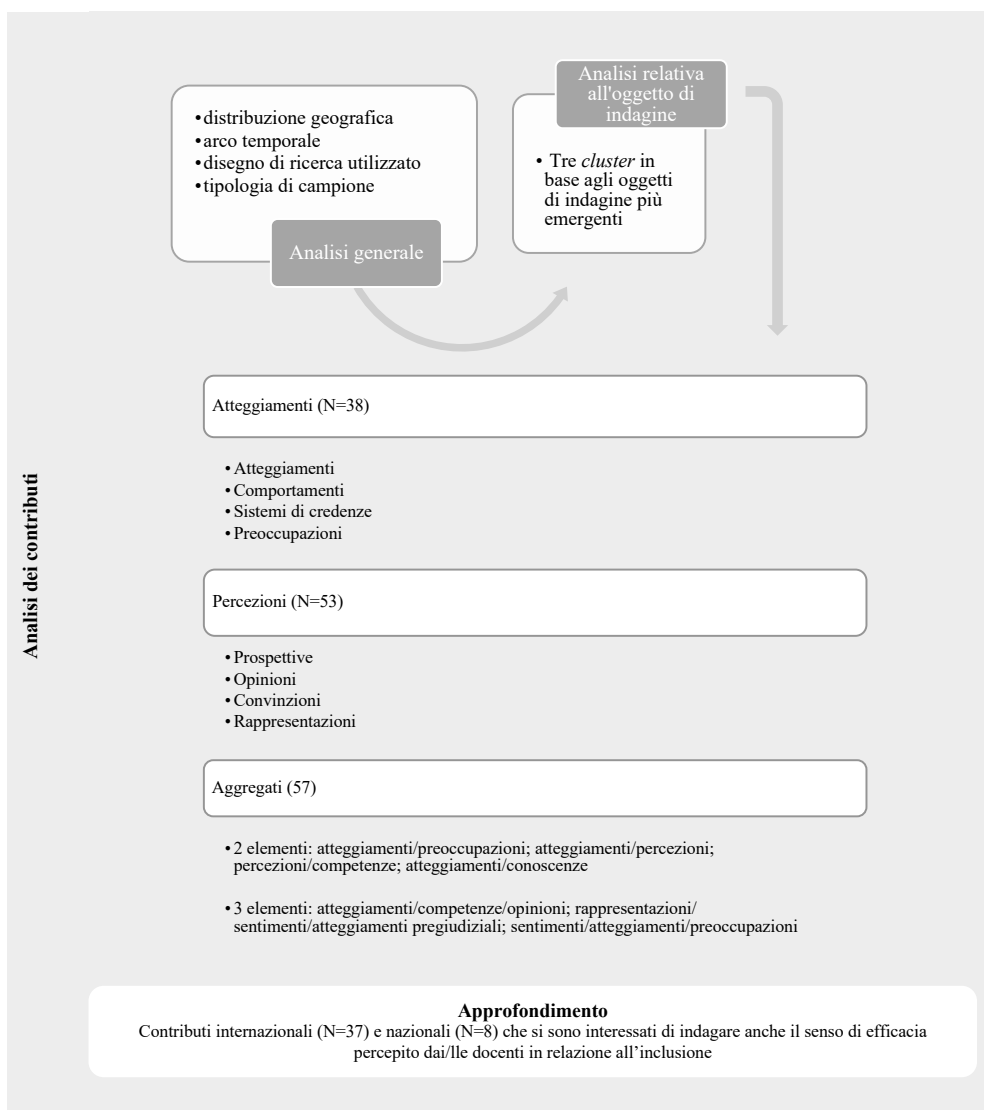 •distribuzione geografica
•arco temporale
•disegno di ricerca utilizzato
•tipologia di campione
Analisi generale
Analisi relativa
all'oggetto di
indagine
• Tre cluster in
base agli oggetti
di indagine più
emergenti
Analisi dei contributi
Atteggiamenti (N=38)
• Atteggiamenti
• Comportamenti
• Sistemi di credenze
• Preoccupazioni
Percezioni (N=53)
• Prospettive
• Opinioni
• Convinzioni
• Rappresentazioni
Aggregati (57)
• 2 elementi: atteggiamenti/preoccupazioni; atteggiamenti/percezioni;
percezioni/competenze; atteggiamenti/conoscenze
• 3 elementi: atteggiamenti/competenze/opinioni; rappresentazioni/
sentimenti/atteggiamenti pregiudiziali; sentimenti/atteggiamenti/preoccupazioni
Approfondimento
Contributi internazionali (N=37) e nazionali (N=8) che si sono interessati di indagare anche il senso di efficacia
percepito dai/lle docenti in relazione all’inclusione